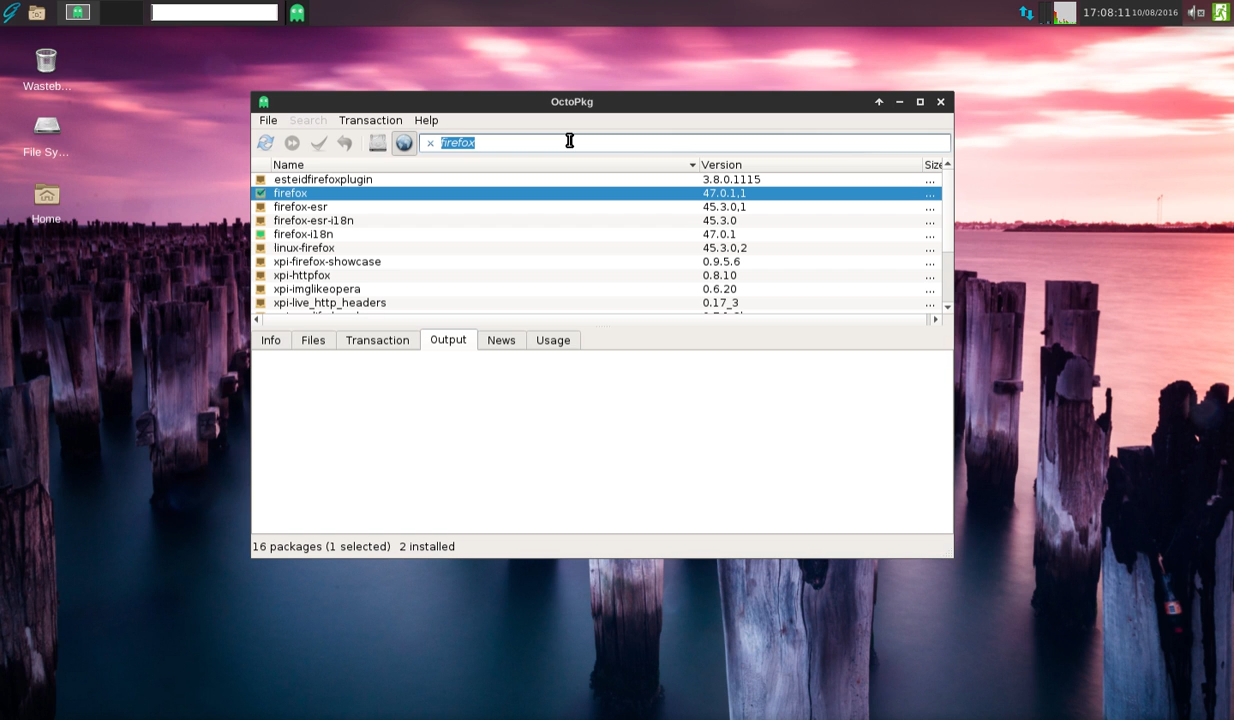 17:08:11 10/08/2016
Wasteb...
File Sy...
Home
OctoPkg
File Search Transaction Help
firefox
Name Version Size
esteidfirefoxplugin 3.8.0.1115 ...
firefox 47.0.1,1 ...
firefox-esr 45.3.0,1 ...
firefox-esr-i18n 45.3.0 ...
firefox-i18n 47.0.1 ...
linux-firefox 45.3.0,2 ...
xpi-firefox-showcase 0.9.5.6 ...
xpi-httpfox 0.8.10 ...
xpi-imglikeopera 0.6.20 ...
xpi-live_http_headers 0.17_3 ...
Info Files Transaction Output News Usage
16 packages (1 selected) 2 installed